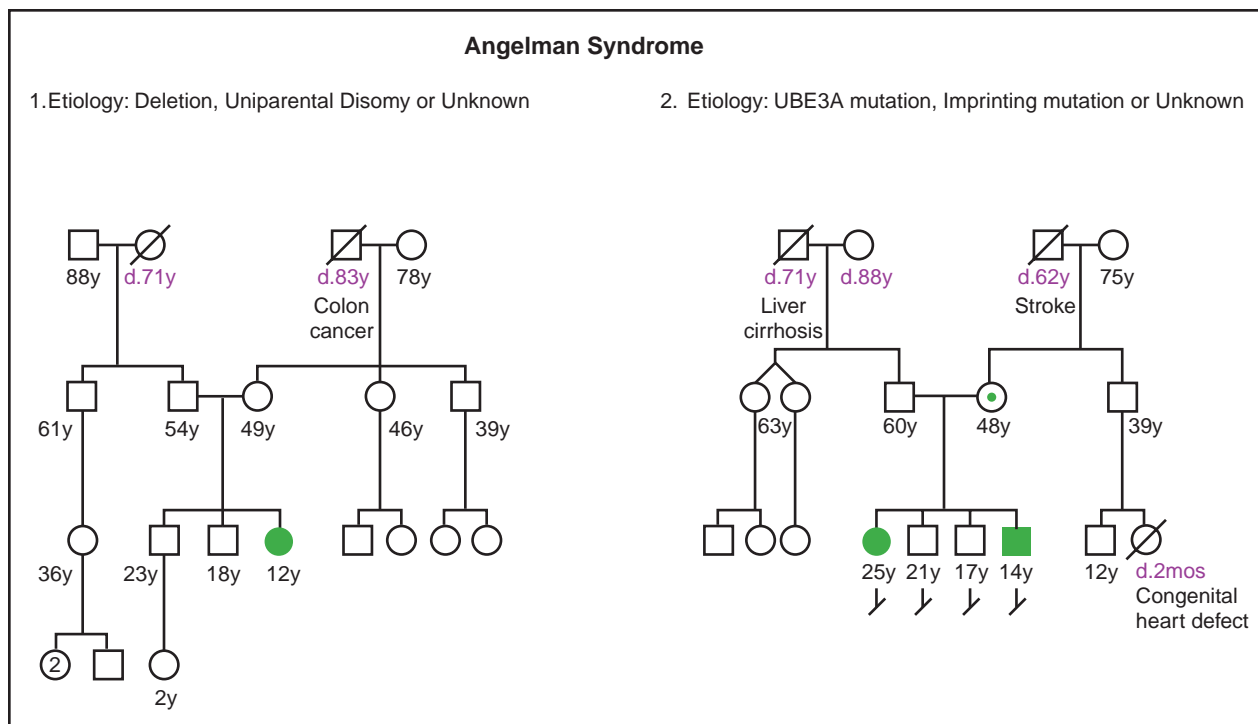 Angelman Syndrome
1.Etiology: Deletion, Uniparental Disomy or Unknown
2. Etiology: UBE3A mutation, Imprinting mutation or Unknown
88y
d.71y
d.83y
78y
Colon
cancer
61y
54y
49y
46y
39y
36y
23y
18y
12y
2
2y
d.71y
d.88y
d.62y
75y
Liver
cirrhosis
Stroke
63y
60y
48y
39y
25y
21y
17y
14y
12y
d.2mos
Congenital
heart defect